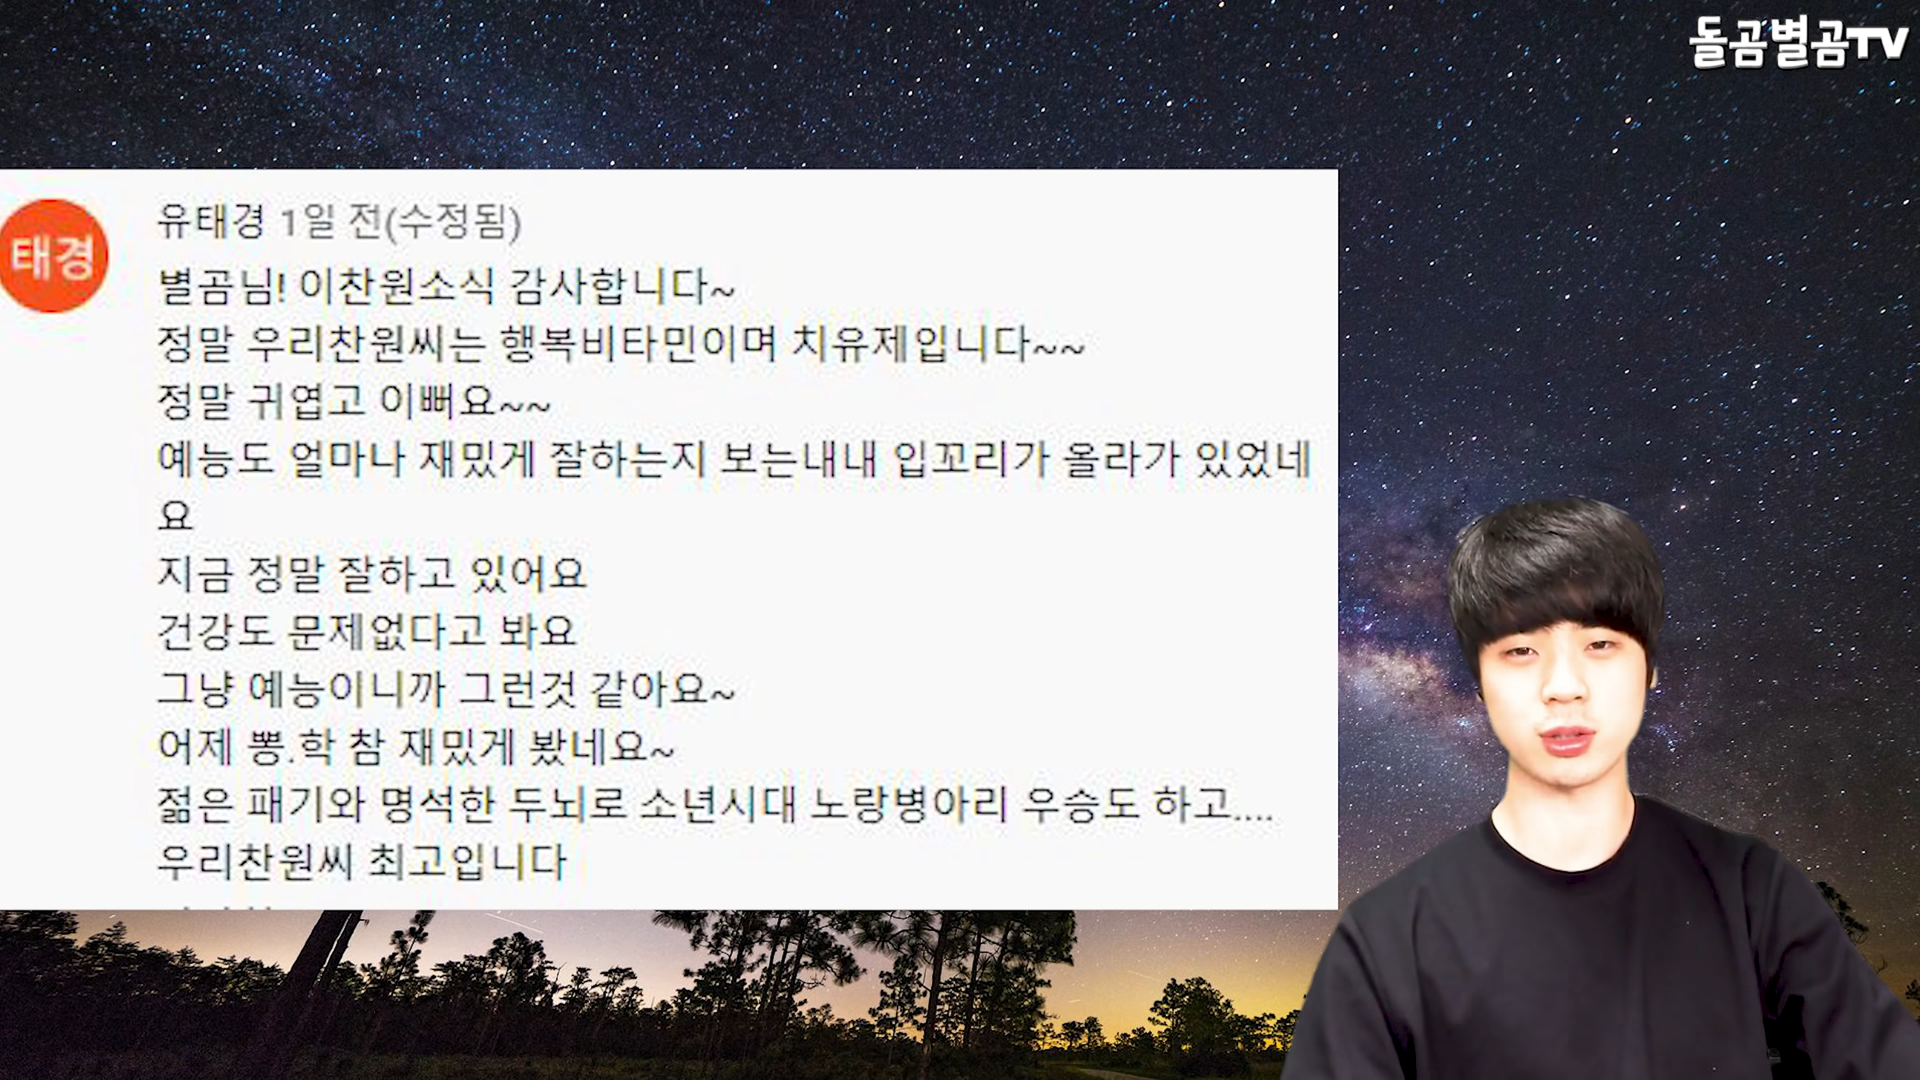 돌곰별곰TV
태경
유태경 1일 전(수정됨)
별곰님! 이찬원소식 감사합니다~
정말 우리찬원씨는 행복비타민이며 치유제입니다~~
정말 귀엽고 이뻐요~~
예능도 얼마나 재밌게 잘하는지 보는내내 입꼬리가 올라가 있었네
요
지금 정말 잘하고 있어요
건강도 문제없다고 봐요
그냥 예능이니까 그런것 같아요~
어제 뽕.학 참 재밌게 봤네요~
젊은 패기와 명석한 두뇌로 소년시대 노랑병아리 우승도 하고....
우리찬원씨 최고입니다